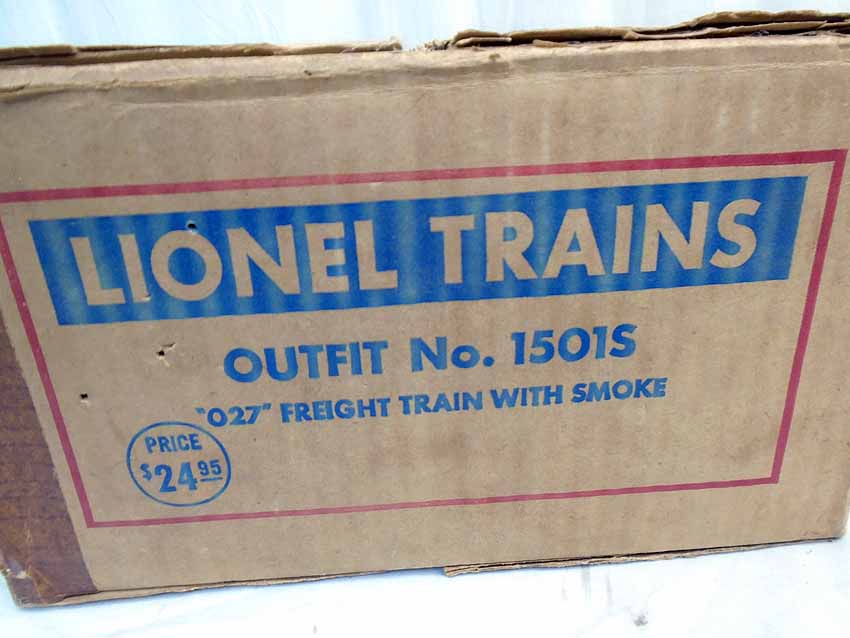 LIONEL TRAINS
OUTFIT No. 1501S
"027" FREIGHT TRAIN WITH SMOKE
PRICE
$24.95